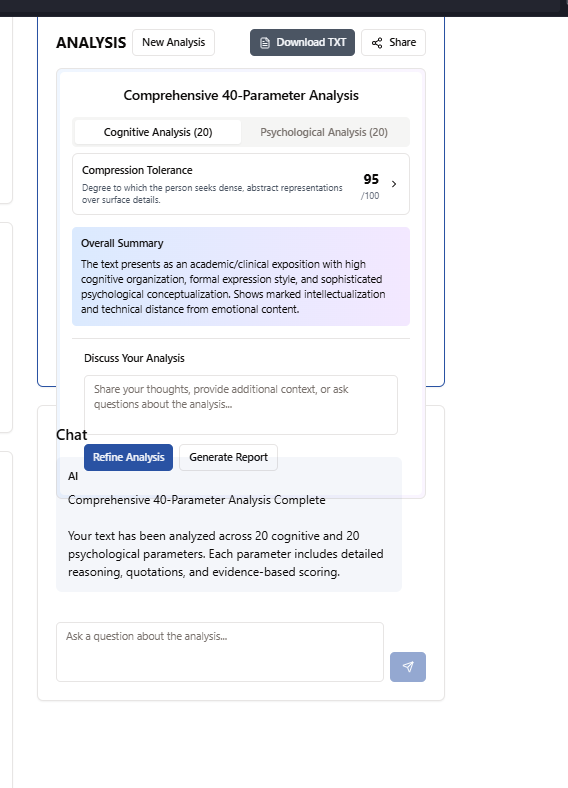 ANALYSIS New Analysis Download TXT Share
Comprehensive 40-Parameter Analysis
Cognitive Analysis (20) Psychological Analysis (20)
Compression Tolerance
Degree to which the person seeks dense, abstract representations
over surface details.
95
/100
Overall Summary
The text presents as an academic/clinical exposition with high
cognitive organization, formal expression style, and sophisticated
psychological conceptualization. Shows marked intellectualization
and technical distance from emotional content.
Discuss Your Analysis
Share your thoughts, provide additional context, or ask
questions about the analysis...
Chat
Refine Analysis Generate Report
AI
Comprehensive 40-Parameter Analysis Complete
Your text has been analyzed across 20 cognitive and 20
psychological parameters. Each parameter includes detailed
reasoning, quotations, and evidence-based scoring.
Ask a question about the analysis...